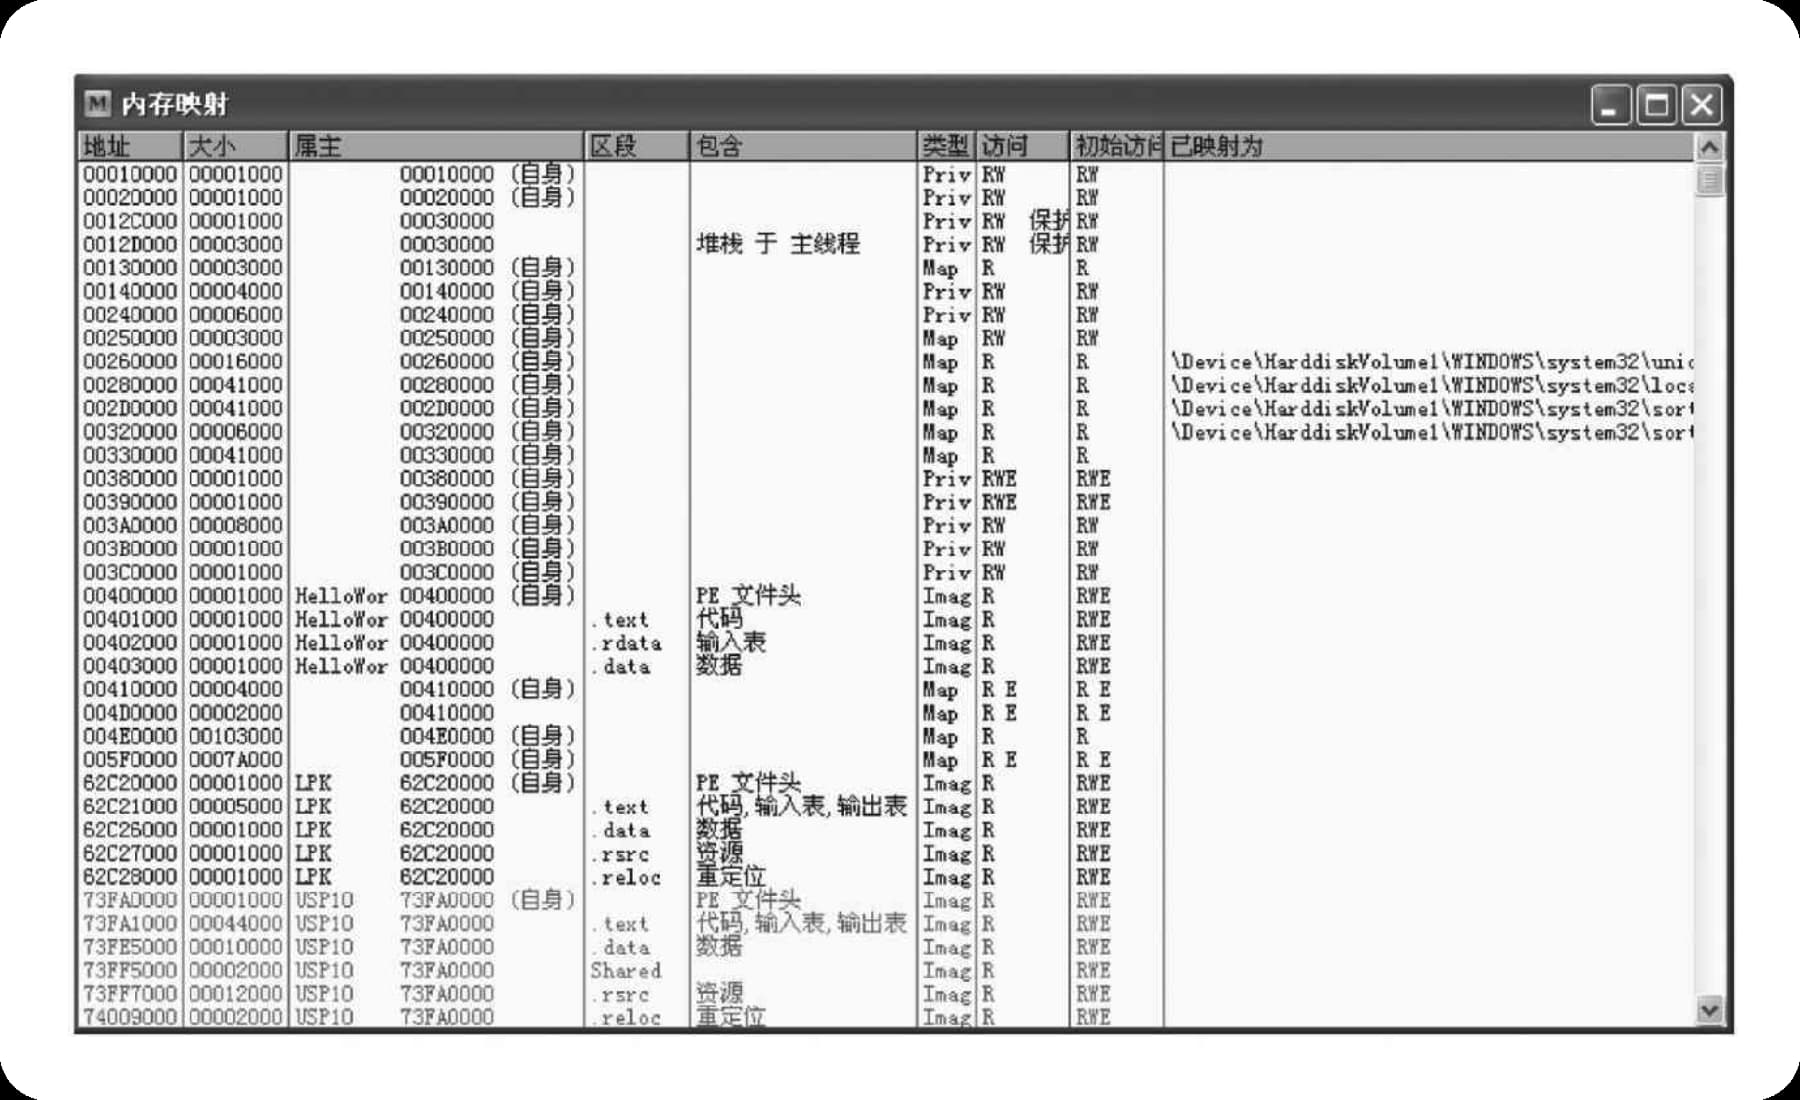 M 内存映射
地址 大小 属主 区段 包含 类型 访问 初始访问 已映射为
00010000 00001000 00010000 (自身) Priv RW RW
00020000 00001000 00020000 (自身) Priv RW RW
0012C000 00001000 00030000 Priv RW 保护 RW
0012D000 00003000 00030000 堆栈 于 主线程 Priv RW 保护 RW
00130000 00003000 00130000 (自身) Map R R
00140000 00004000 00140000 (自身) Priv RW RW
00240000 00006000 00240000 (自身) Priv RW RW
00250000 00003000 00250000 (自身) Map RW RW
00260000 00016000 00260000 (自身) Map R R \Device\HarddiskVolume1\WINDOWS\system32\unic
00280000 00041000 00280000 (自身) Map R R \Device\HarddiskVolume1\WINDOWS\system32\loca
002D0000 00041000 002D0000 (自身) Map R R \Device\HarddiskVolume1\WINDOWS\system32\sort
00320000 00006000 00320000 (自身) Map R R \Device\HarddiskVolume1\WINDOWS\system32\sort
00330000 00041000 00330000 (自身) Map R R
00380000 00001000 00380000 (自身) Priv RWE RWE
00390000 00001000 00390000 (自身) Priv RWE RWE
003A0000 00008000 003A0000 (自身) Priv RW RW
003B0000 00001000 003B0000 (自身) Priv RW RW
003C0000 00001000 003C0000 (自身) Priv RW RW
00400000 00001000 HelloWor 00400000 (自身) PE 文件头 Imag R RWE
00401000 00001000 HelloWor 00400000 .text 代码 Imag R RWE
00402000 00001000 HelloWor 00400000 .rdata 输入表 Imag R RWE
00403000 00001000 HelloWor 00400000 .data 数据 Imag R RWE
00410000 00004000 00410000 (自身) Map R E R E
004D0000 00002000 00410000 Map R E R E
004E0000 00103000 004E0000 (自身) Map R R
005F0000 0007A000 005F0000 (自身) Map R E R E
62C20000 00001000 LPK 62C20000 (自身) PE 文件头 Imag R RWE
62C21000 00005000 LPK 62C20000 .text 代码,输入表,输出表 Imag R RWE
62C26000 00001000 LPK 62C20000 .data 数据 Imag R RWE
62C27000 00001000 LPK 62C20000 .rsrc 资源 Imag R RWE
62C28000 00001000 LPK 62C20000 .reloc 重定位 Imag R RWE
73FA0000 00001000 USP10 73FA0000 (自身) PE 文件头 Imag R RWE
73FA1000 00044000 USP10 73FA0000 .text 代码,输入表,输出表 Imag R RWE
73FE5000 00010000 USP10 73FA0000 .data 数据 Imag R RWE
73FF5000 00002000 USP10 73FA0000 Shared Imag R RWE
73FF7000 00012000 USP10 73FA0000 .rsrc 资源 Imag R RWE
74009000 00002000 USP10 73FA0000 .reloc 重定位 Imag R RWE